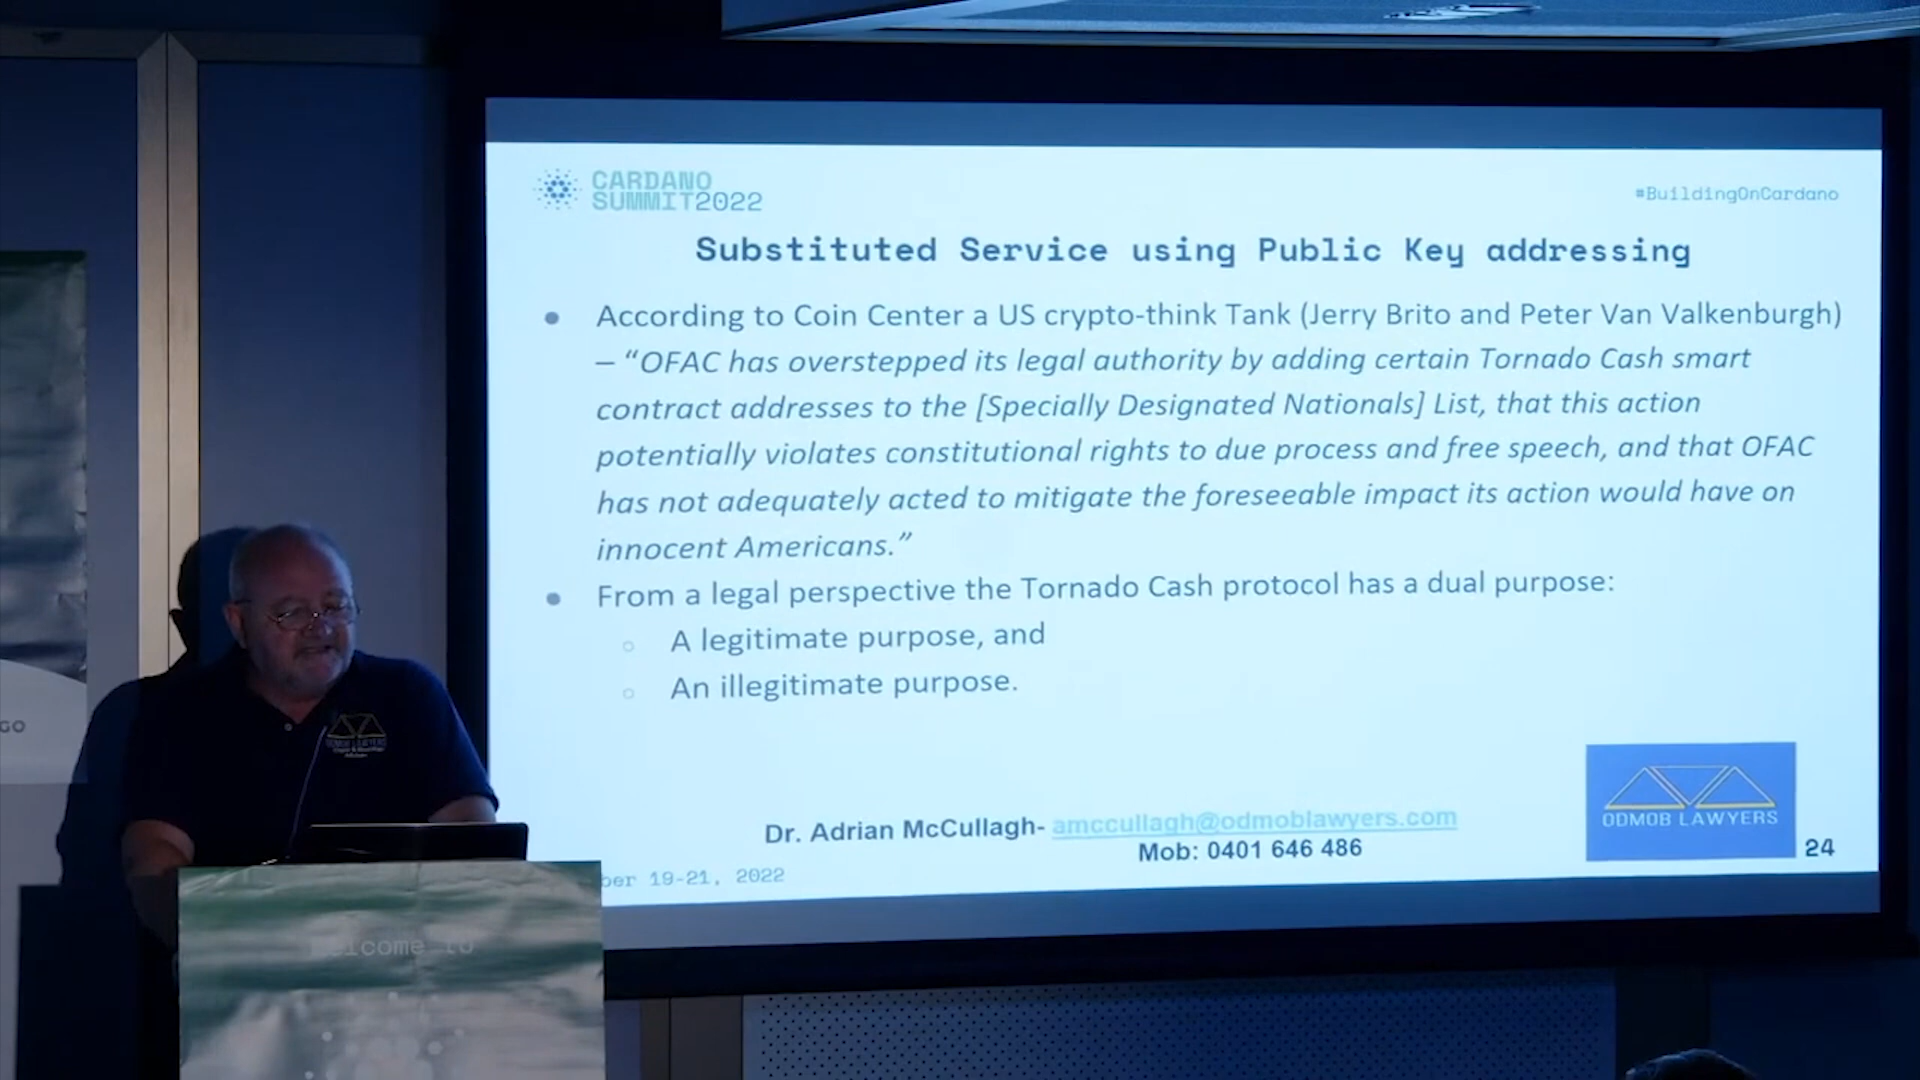 CARDANO
SUMMIT2022
#BuildingOnCardano
Substituted Service using Public Key addressing
● According to Coin Center a US crypto-think Tank (Jerry Brito and Peter Van Valkenburgh)
– “OFAC has overstepped its legal authority by adding certain Tornado Cash smart
contract addresses to the [Specially Designated Nationals] List, that this action
potentially violates constitutional rights to due process and free speech, and that OFAC
has not adequately acted to mitigate the foreseeable impact its action would have on
innocent Americans.”
● From a legal perspective the Tornado Cash protocol has a dual purpose:
○ A legitimate purpose, and
○ An illegitimate purpose.
Dr. Adrian McCullagh- amccullagh@odmoblawyers.com
Mob: 0401 646 486
ODMOB LAWYERS
24
ber 19-21, 2022
GO
ODMOB LAWYERS
elcome to